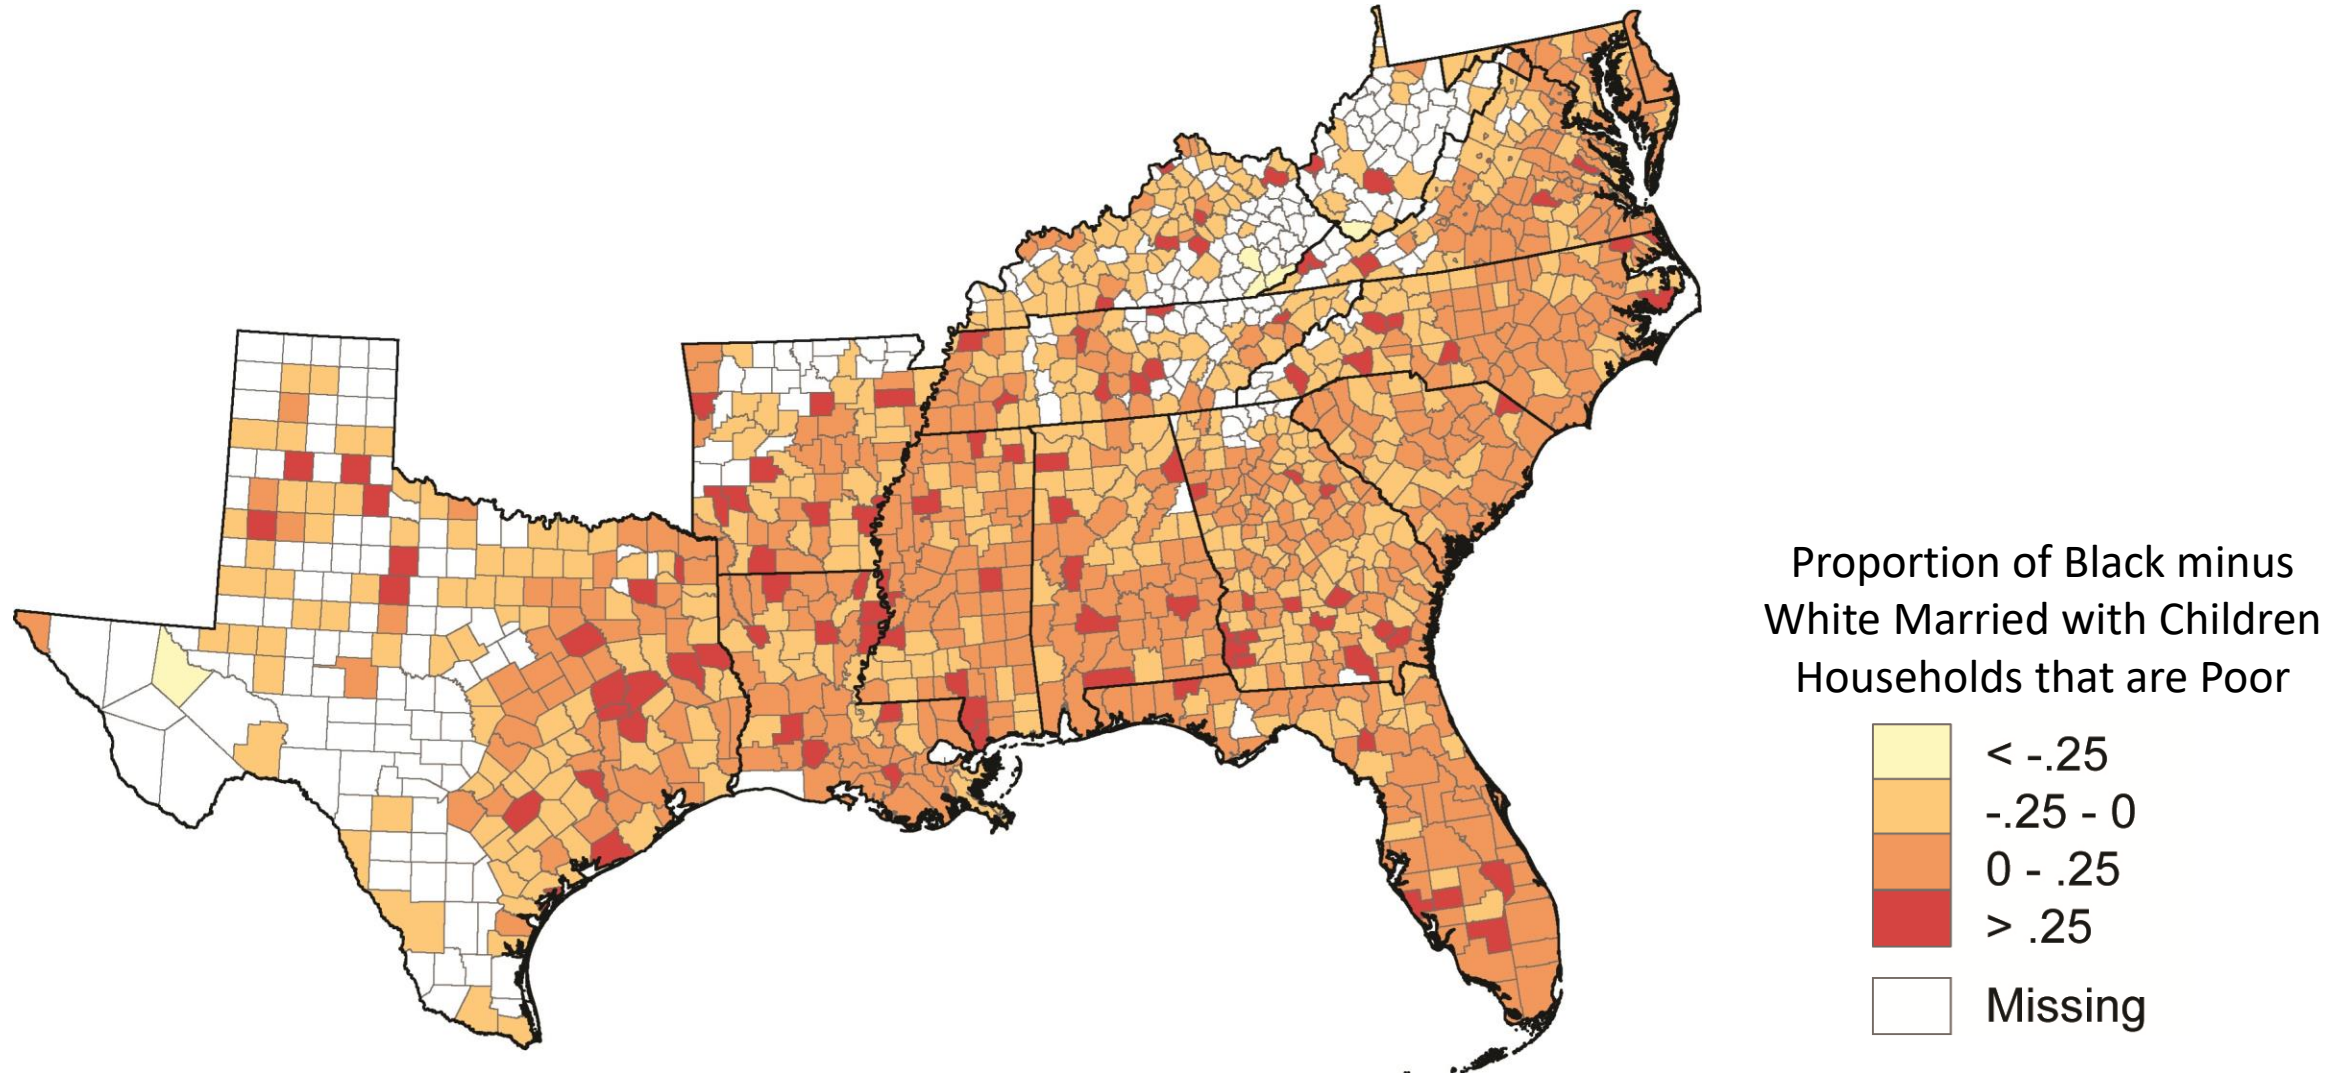 Proportion of Black minus
White Married with Children
Households that are Poor
< -.25
-.25 - 0
0 - .25
> .25
Missing